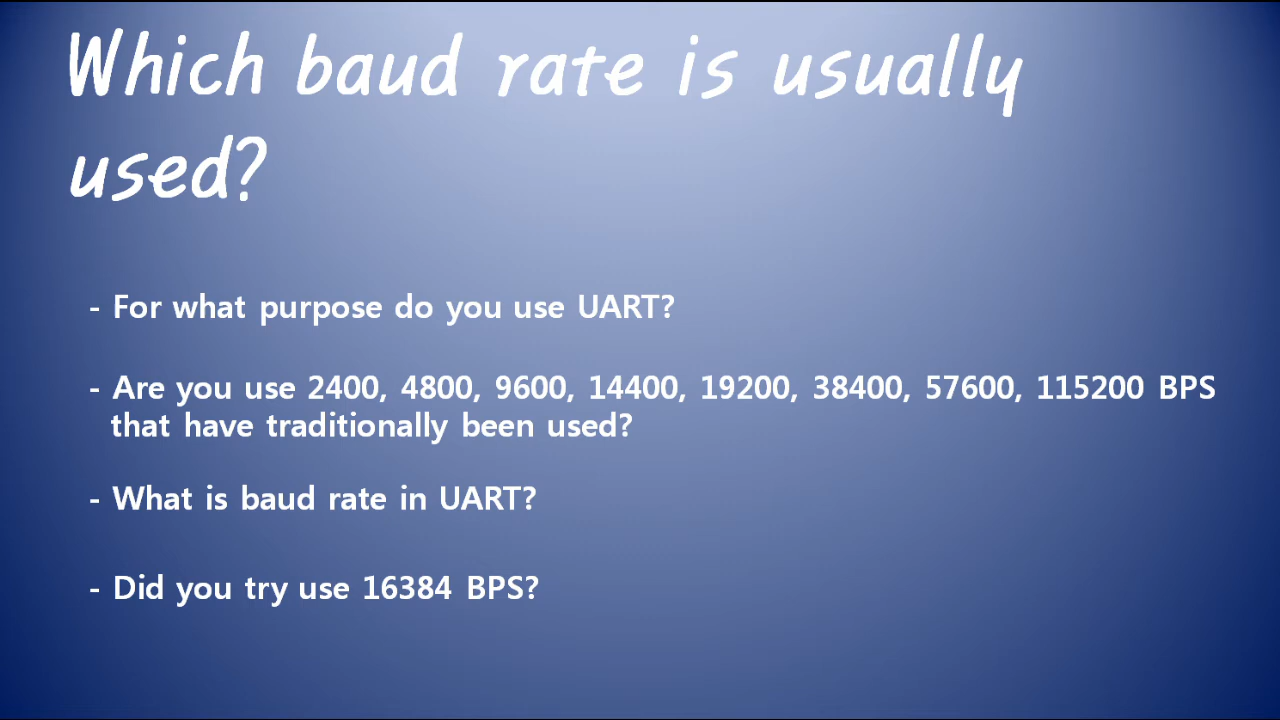 Which baud rate is usually
used?
- For what purpose do you use UART?
- Are you use 2400, 4800, 9600, 14400, 19200, 38400, 57600, 115200 BPS
that have traditionally been used?
- What is baud rate in UART?
- Did you try use 16384 BPS?